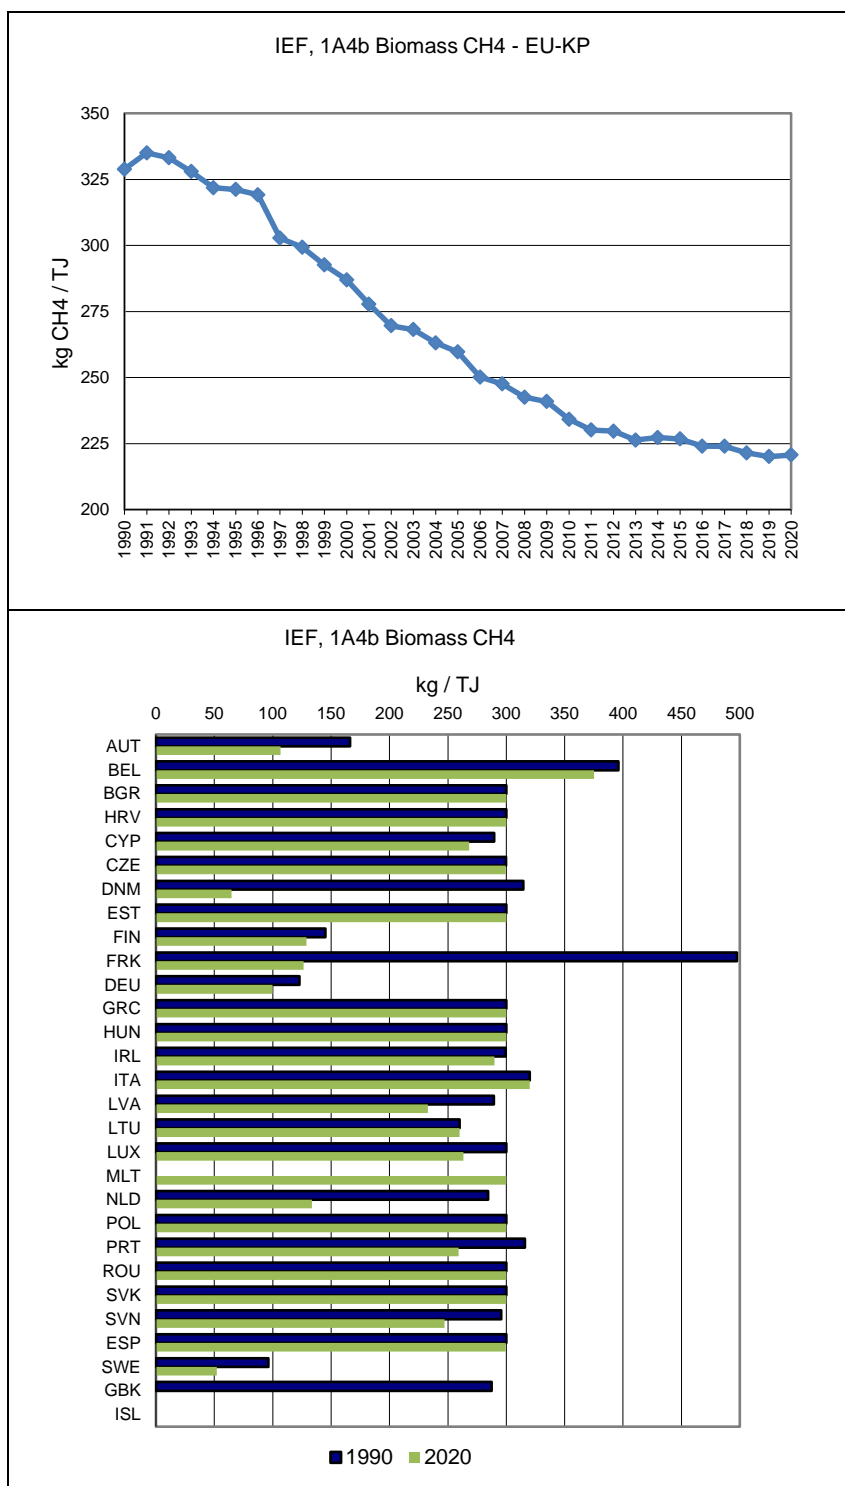 IEF, 1A4b Biomass CH4 - EU-KP
kg CH4 / TJ
350
325
300
275
250
225
200
1990 1991 1992 1993 1994 1995 1996 1997 1998 1999 2000 2001 2002 2003 2004 2005 2006 2007 2008 2009 2010 2011 2012 2013 2014 2015 2016 2017 2018 2019 2020
IEF, 1A4b Biomass CH4
kg / TJ
0 50 100 150 200 250 300 350 400 450 500
AUT
BEL
BGR
HRV
CYP
CZE
DNM
EST
FIN
FRK
DEU
GRC
HUN
IRL
ITA
LVA
LTU
LUX
MLT
NLD
POL
PRT
ROU
SVK
SVN
ESP
SWE
GBK
ISL
1990 2020